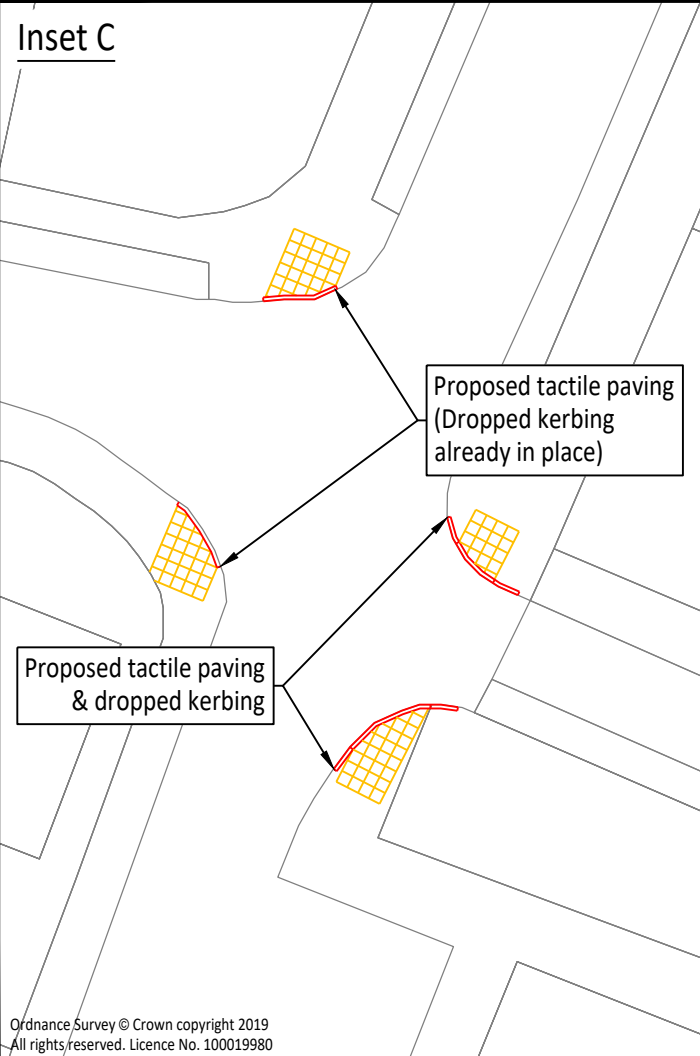 Inset C
Proposed tactile paving
(Dropped kerbing
already in place)
Proposed tactile paving
& dropped kerbing
Ordnance Survey © Crown copyright 2019
All rights reserved. Licence No. 100019980